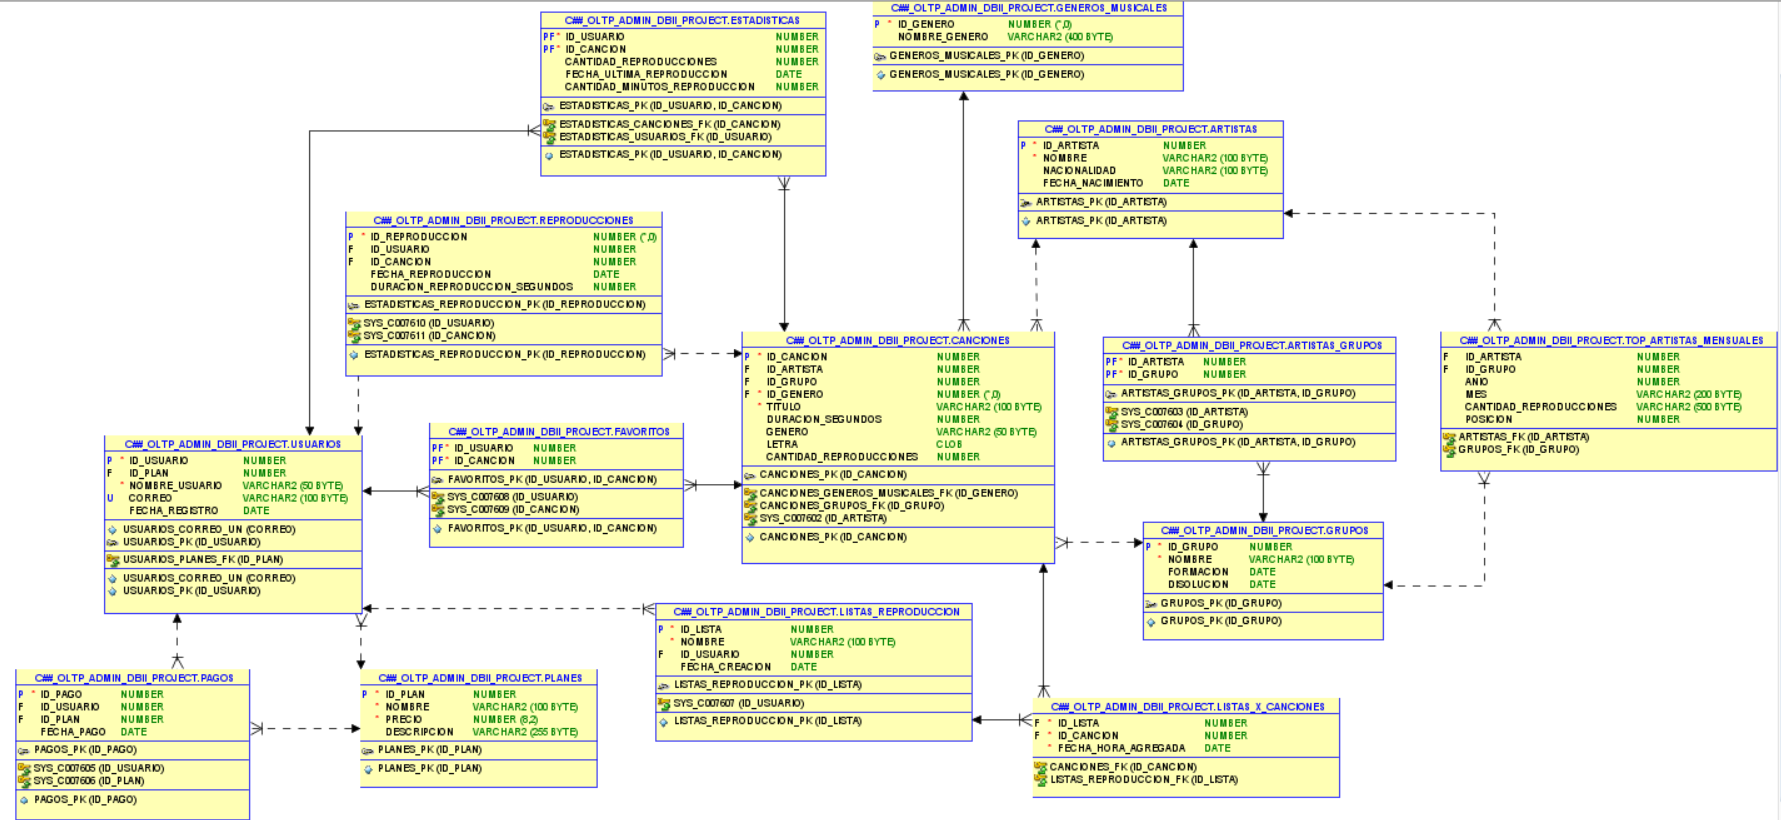 C##_OLTP_ADMIN_DBII_PROJECT.ESTADISTICAS
PF* ID_USUARIO NUMBER
PF* ID_CANCION NUMBER
CANTIDAD_REPRODUCCIONES NUMBER
FECHA_ULTIMA_REPRODUCCION DATE
CANTIDAD_MINUTOS_REPRODUCCION NUMBER
ESTADISTICAS_PK (ID_USUARIO, ID_CANCION)
ESTADISTICAS_CANCIONES_FK (ID_CANCION)
ESTADISTICAS_USUARIOS_FK (ID_USUARIO)
ESTADISTICAS_PK (ID_USUARIO, ID_CANCION)
C##_OLTP_ADMIN_DBII_PROJECT.GENEROS_MUSICALES
P * ID_GENERO NUMBER (*,0)
NOMBRE_GENERO VARCHAR2 (400 BYTE)
GENEROS_MUSICALES_PK (ID_GENERO)
GENEROS_MUSICALES_PK (ID_GENERO)
C##_OLTP_ADMIN_DBII_PROJECT.ARTISTAS
P * ID_ARTISTA NUMBER
* NOMBRE VARCHAR2 (100 BYTE)
NACIONALIDAD VARCHAR2 (100 BYTE)
FECHA_NACIMIENTO DATE
ARTISTAS_PK (ID_ARTISTA)
ARTISTAS_PK (ID_ARTISTA)
C##_OLTP_ADMIN_DBII_PROJECT.REPRODUCCIONES
P * ID_REPRODUCCION NUMBER (*,0)
F ID_USUARIO NUMBER
F ID_CANCION NUMBER
FECHA_REPRODUCCION DATE
DURACION_REPRODUCCION_SEGUNDOS NUMBER
ESTADISTICAS_REPRODUCCION_PK (ID_REPRODUCCION)
SYS_C007610 (ID_USUARIO)
SYS_C007611 (ID_CANCION)
ESTADISTICAS_REPRODUCCION_PK (ID_REPRODUCCION)
C##_OLTP_ADMIN_DBII_PROJECT.CANCIONES
P * ID_CANCION NUMBER
F ID_ARTISTA NUMBER
F ID_GRUPO NUMBER
F * ID_GENERO NUMBER (*,0)
* TITULO VARCHAR2 (100 BYTE)
DURACION_SEGUNDOS NUMBER
GENERO VARCHAR2 (50 BYTE)
LETRA CLOB
CANTIDAD_REPRODUCCIONES NUMBER
CANCIONES_PK (ID_CANCION)
CANCIONES_GENEROS_MUSICALES_FK (ID_GENERO)
CANCIONES_GRUPOS_FK (ID_GRUPO)
SYS_C007602 (ID_ARTISTA)
CANCIONES_PK (ID_CANCION)
C##_OLTP_ADMIN_DBII_PROJECT.ARTISTAS_GRUPOS
PF* ID_ARTISTA NUMBER
PF* ID_GRUPO NUMBER
ARTISTAS_GRUPOS_PK (ID_ARTISTA, ID_GRUPO)
SYS_C007603 (ID_ARTISTA)
SYS_C007604 (ID_GRUPO)
ARTISTAS_GRUPOS_PK (ID_ARTISTA, ID_GRUPO)
C##_OLTP_ADMIN_DBII_PROJECT.TOP_ARTISTAS_MENSUALES
F ID_ARTISTA NUMBER
F ID_GRUPO NUMBER
ANIO NUMBER
MES VARCHAR2 (200 BYTE)
CANTIDAD_REPRODUCCIONES VARCHAR2 (500 BYTE)
POSICION NUMBER
ARTISTAS_FK (ID_ARTISTA)
GRUPOS_FK (ID_GRUPO)
C##_OLTP_ADMIN_DBII_PROJECT.USUARIOS
P * ID_USUARIO NUMBER
F ID_PLAN NUMBER
* NOMBRE_USUARIO VARCHAR2 (50 BYTE)
U CORREO VARCHAR2 (100 BYTE)
FECHA_REGISTRO DATE
USUARIOS_CORREO_UN (CORREO)
USUARIOS_PK (ID_USUARIO)
USUARIOS_PLANES_FK (ID_PLAN)
USUARIOS_CORREO_UN (CORREO)
USUARIOS_PK (ID_USUARIO)
C##_OLTP_ADMIN_DBII_PROJECT.FAVORITOS
PF* ID_USUARIO NUMBER
PF* ID_CANCION NUMBER
FAVORITOS_PK (ID_USUARIO, ID_CANCION)
SYS_C007608 (ID_USUARIO)
SYS_C007609 (ID_CANCION)
FAVORITOS_PK (ID_USUARIO, ID_CANCION)
C##_OLTP_ADMIN_DBII_PROJECT.GRUPOS
P * ID_GRUPO NUMBER
* NOMBRE VARCHAR2 (100 BYTE)
FORMACION DATE
DISOLUCION DATE
GRUPOS_PK (ID_GRUPO)
GRUPOS_PK (ID_GRUPO)
C##_OLTP_ADMIN_DBII_PROJECT.LISTAS_REPRODUCCION
P * ID_LISTA NUMBER
* NOMBRE VARCHAR2 (100 BYTE)
F ID_USUARIO NUMBER
FECHA_CREACION DATE
LISTAS_REPRODUCCION_PK (ID_LISTA)
SYS_C007607 (ID_USUARIO)
LISTAS_REPRODUCCION_PK (ID_LISTA)
C##_OLTP_ADMIN_DBII_PROJECT.PAGOS
P * ID_PAGO NUMBER
F ID_USUARIO NUMBER
F ID_PLAN NUMBER
FECHA_PAGO DATE
PAGOS_PK (ID_PAGO)
SYS_C007605 (ID_USUARIO)
SYS_C007606 (ID_PLAN)
PAGOS_PK (ID_PAGO)
C##_OLTP_ADMIN_DBII_PROJECT.PLANES
P * ID_PLAN NUMBER
* NOMBRE VARCHAR2 (100 BYTE)
* PRECIO NUMBER (8,2)
DESCRIPCION VARCHAR2 (255 BYTE)
PLANES_PK (ID_PLAN)
PLANES_PK (ID_PLAN)
C##_OLTP_ADMIN_DBII_PROJECT.LISTAS_X_CANCIONES
F * ID_LISTA NUMBER
F * ID_CANCION NUMBER
* FECHA_HORA_AGREGADA DATE
CANCIONES_FK (ID_CANCION)
LISTAS_REPRODUCCION_FK (ID_LISTA)